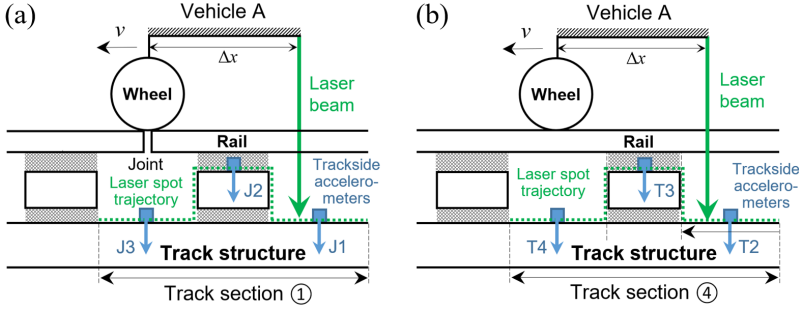 (a)
Vehicle A
v
Δx
Laser
beam
Wheel
Rail
Joint
Laser spot
trajectory
Trackside
accelero-
meters
J2
J3
J1
Track structure
Track section ①
(b)
Vehicle A
v
Δx
Laser
beam
Wheel
Rail
Laser spot
trajectory
Trackside
accelero-
meters
T3
T4
T2
Track structure
Track section ④